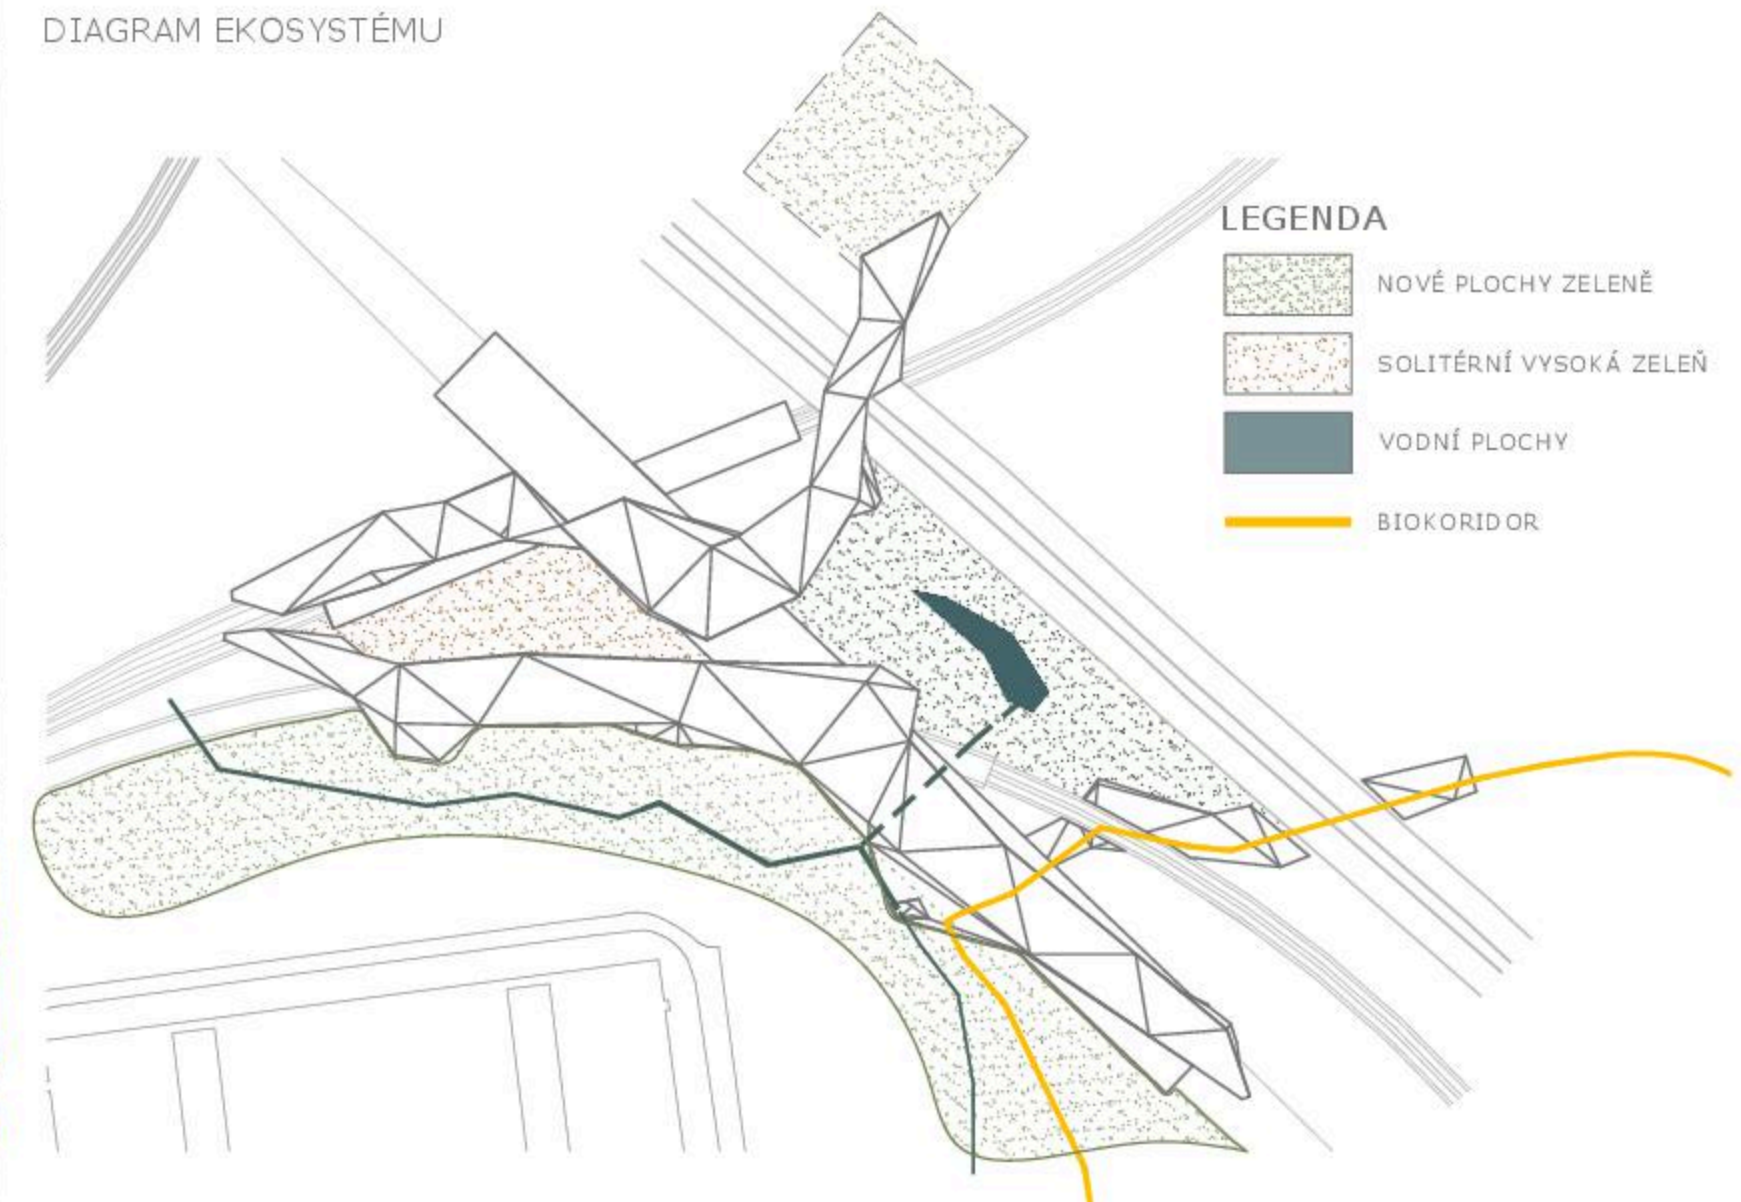 DIAGRAM EKOSYSTÉMU
LEGENDA
NOVÉ PLOCHY ZELENĚ
SOLITÉRNÍ VYSOKÁ ZELEŇ
VODNÍ PLOCHY
BIOKORIDOR